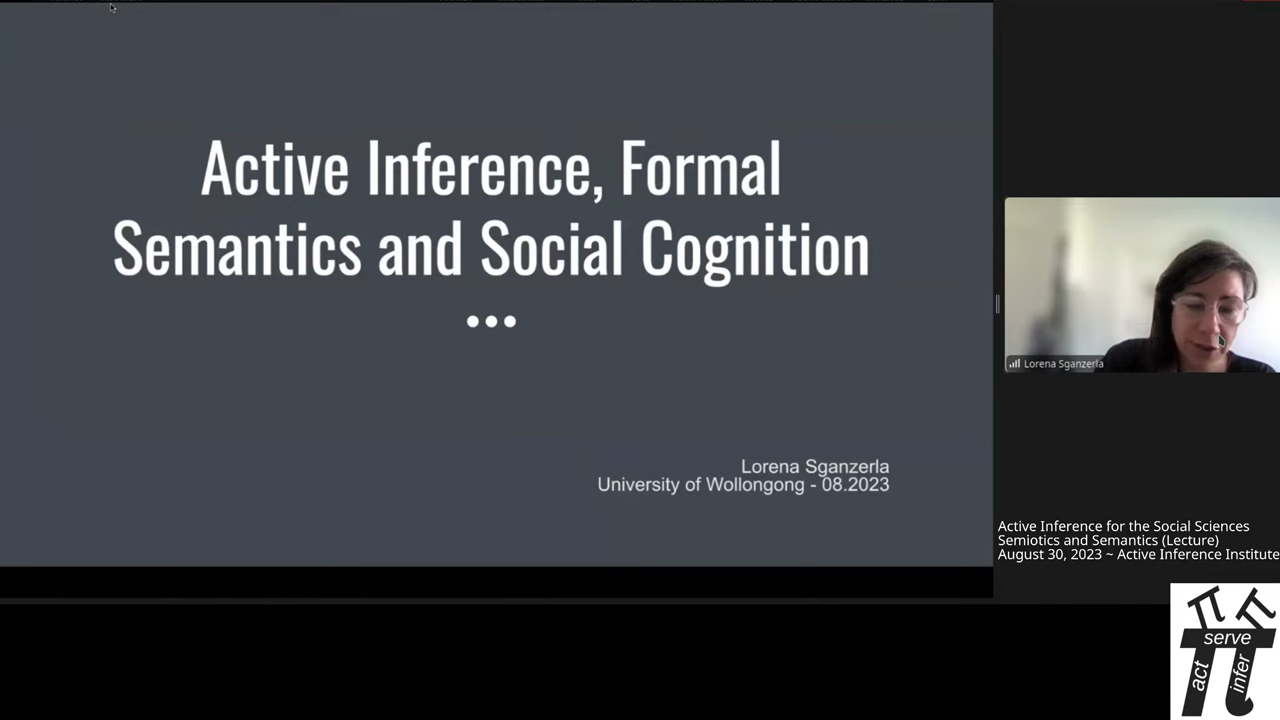 Active Inference, Formal
Semantics and Social Cognition
Lorena Sganzerla
University of Wollongong - 08.2023
Lorena Sganzerla
Active Inference for the Social Sciences
Semiotics and Semantics (Lecture)
August 30, 2023 ~ Active Inference Institute
serve
act
infer